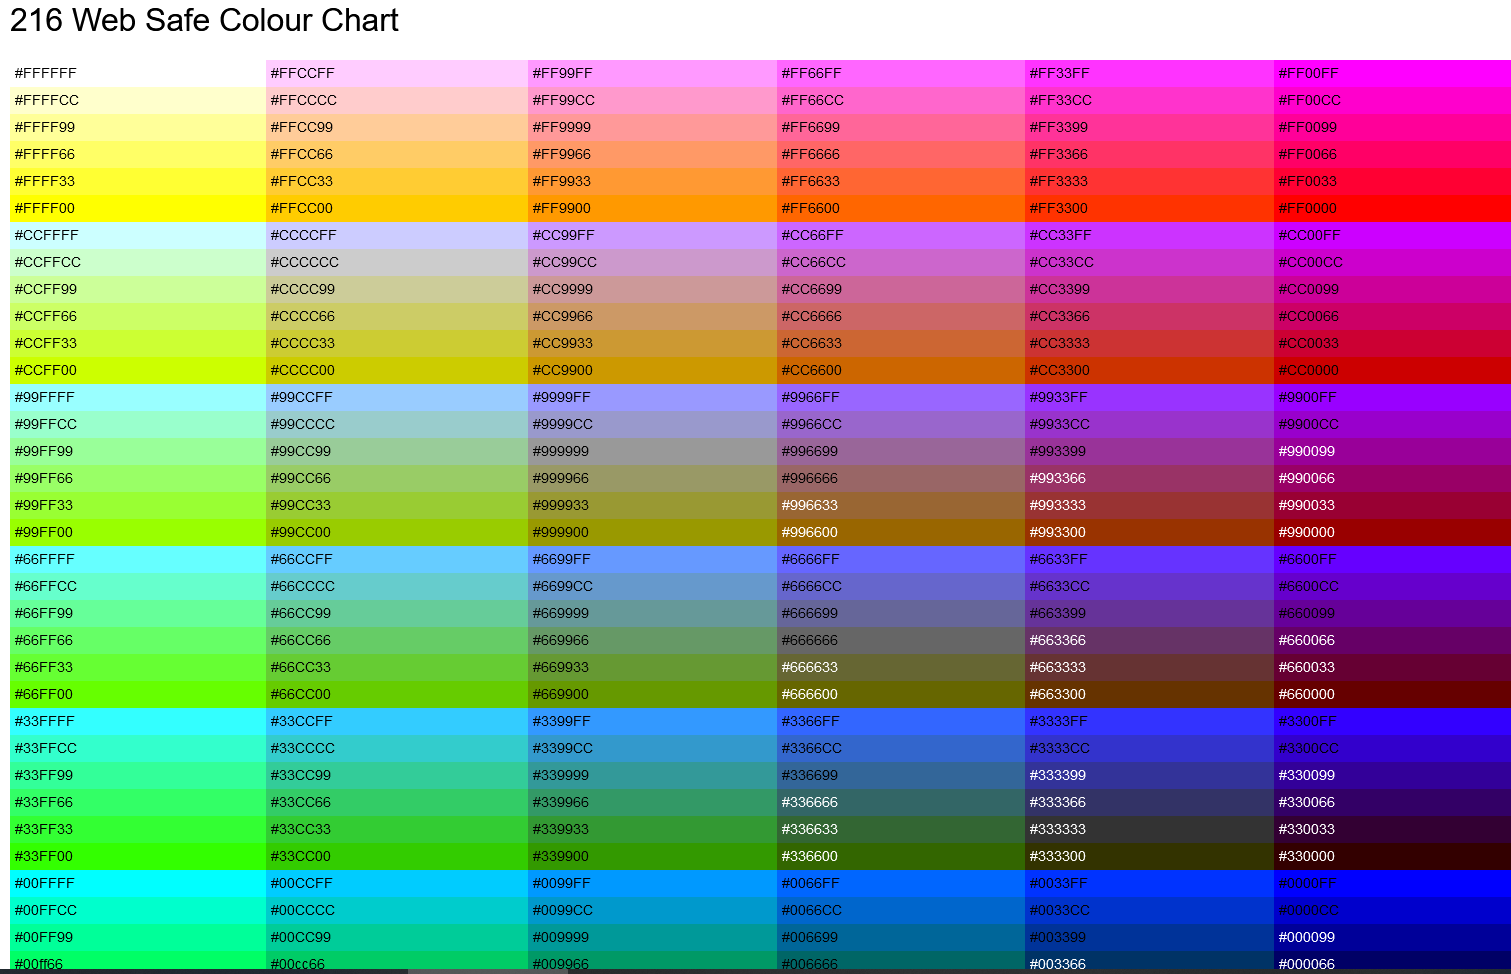 216 Web Safe Colour Chart
#FFFFFF #FFCCFF #FF99FF #FF66FF #FF33FF #FF00FF
#FFFFCC #FFCCCC #FF99CC #FF66CC #FF33CC #FF00CC
#FFFF99 #FFCC99 #FF9999 #FF6699 #FF3399 #FF0099
#FFFF66 #FFCC66 #FF9966 #FF6666 #FF3366 #FF0066
#FFFF33 #FFCC33 #FF9933 #FF6633 #FF3333 #FF0033
#FFFF00 #FFCC00 #FF9900 #FF6600 #FF3300 #FF0000
#CCFFFF #CCCCFF #CC99FF #CC66FF #CC33FF #CC00FF
#CCFFCC #CCCCCC #CC99CC #CC66CC #CC33CC #CC00CC
#CCFF99 #CCCC99 #CC9999 #CC6699 #CC3399 #CC0099
#CCFF66 #CCCC66 #CC9966 #CC6666 #CC3366 #CC0066
#CCFF33 #CCCC33 #CC9933 #CC6633 #CC3333 #CC0033
#CCFF00 #CCCC00 #CC9900 #CC6600 #CC3300 #CC0000
#99FFFF #99CCFF #9999FF #9966FF #9933FF #9900FF
#99FFCC #99CCCC #9999CC #9966CC #9933CC #9900CC
#99FF99 #99CC99 #999999 #996699 #993399 #990099
#99FF66 #99CC66 #999966 #996666 #993366 #990066
#99FF33 #99CC33 #999933 #996633 #993333 #990033
#99FF00 #99CC00 #999900 #996600 #993300 #990000
#66FFFF #66CCFF #6699FF #6666FF #6633FF #6600FF
#66FFCC #66CCCC #6699CC #6666CC #6633CC #6600CC
#66FF99 #66CC99 #669999 #666699 #663399 #660099
#66FF66 #66CC66 #669966 #666666 #663366 #660066
#66FF33 #66CC33 #669933 #666633 #663333 #660033
#66FF00 #66CC00 #669900 #666600 #663300 #660000
#33FFFF #33CCFF #3399FF #3366FF #3333FF #3300FF
#33FFCC #33CCCC #3399CC #3366CC #3333CC #3300CC
#33FF99 #33CC99 #339999 #336699 #333399 #330099
#33FF66 #33CC66 #339966 #336666 #333366 #330066
#33FF33 #33CC33 #339933 #336633 #333333 #330033
#33FF00 #33CC00 #339900 #336600 #333300 #330000
#00FFFF #00CCFF #0099FF #0066FF #0033FF #0000FF
#00FFCC #00CCCC #0099CC #0066CC #0033CC #0000CC
#00FF99 #00CC99 #009999 #006699 #003399 #000099
#00ff66 #00cc66 #009966 #006666 #003366 #000066